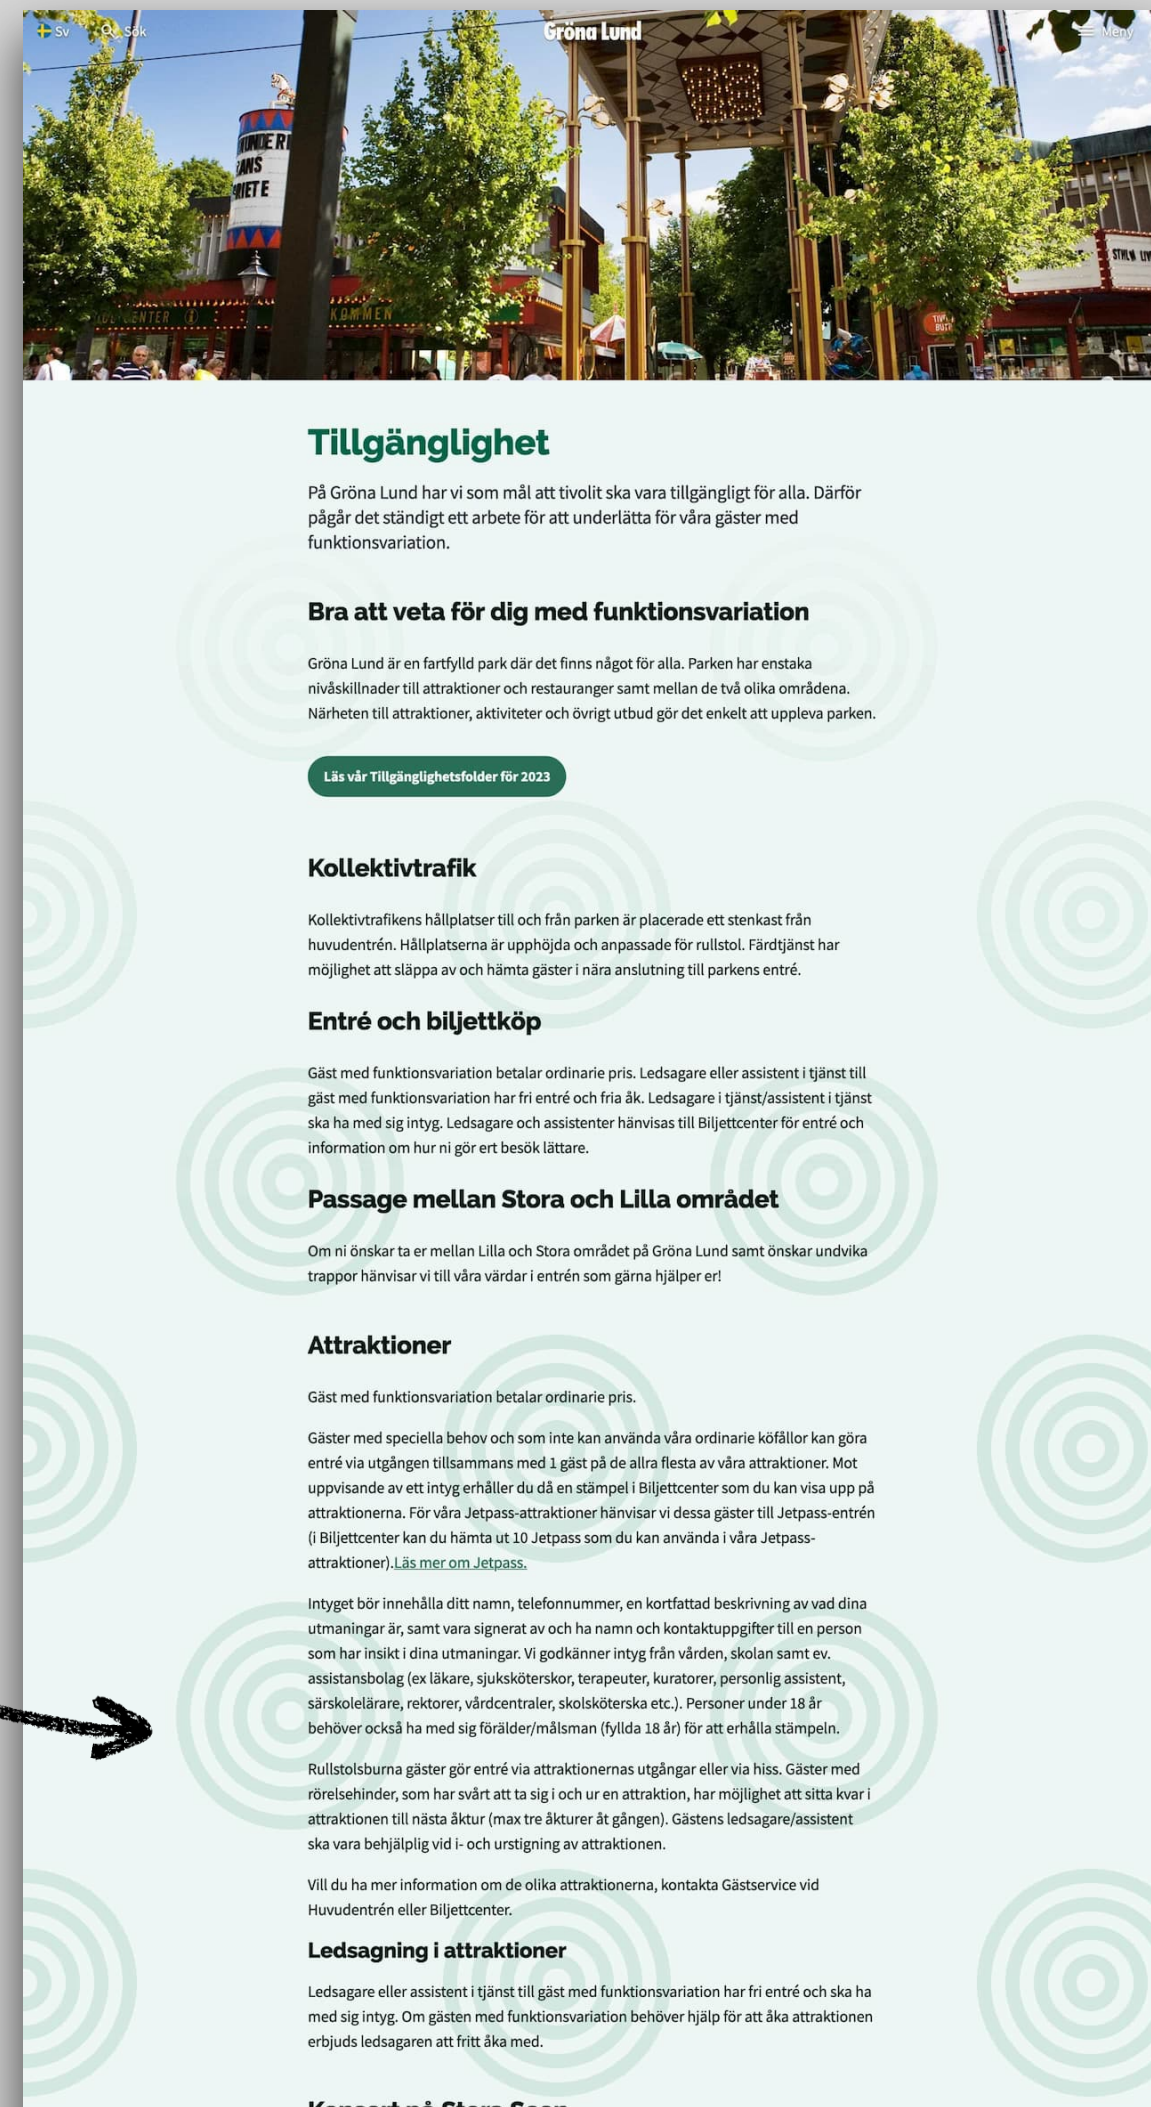 Sv
Sök
Gröna Lund
Meny
KOMMEN
Tillgänglighet
På Gröna Lund har vi som mål att tivolit ska vara tillgängligt för alla. Därför
pågår det ständigt ett arbete för att underlätta för våra gäster med
funktionsvariation.
Bra att veta för dig med funktionsvariation
Gröna Lund är en fartfylld park där det finns något för alla. Parken har enstaka
nivåskillnader till attraktioner och restauranger samt mellan de två olika områdena.
Närheten till attraktioner, aktiviteter och övrigt utbud gör det enkelt att uppleva parken.
Läs vår Tillgänglighetsfolder för 2023
Kollektivtrafik
Kollektivtrafikens hållplatser till och från parken är placerade ett stenkast från
huvudentrén. Hållplatserna är upphöjda och anpassade för rullstol. Färdtjänst har
möjlighet att släppa av och hämta gäster i nära anslutning till parkens entré.
Entré och biljettköp
Gäst med funktionsvariation betalar ordinarie pris. Ledsagare eller assistent i tjänst till
gäst med funktionsvariation har fri entré och fria åk. Ledsagare i tjänst/assistent i tjänst
ska ha med sig intyg. Ledsagare och assistenter hänvisas till Biljettcenter för entré och
information om hur ni gör ert besök lättare.
Passage mellan Stora och Lilla området
Om ni önskar ta er mellan Lilla och Stora området på Gröna Lund samt önskar undvika
trappor hänvisar vi till våra värdar i entrén som gärna hjälper er!
Attraktioner
Gäst med funktionsvariation betalar ordinarie pris.
Gäster med speciella behov och som inte kan använda våra ordinarie köfållor kan göra
entré via utgången tillsammans med 1 gäst på de allra flesta av våra attraktioner. Mot
uppvisande av ett intyg erhåller du då en stämpel i Biljettcenter som du kan visa upp på
attraktionerna. För våra Jetpass-attraktioner hänvisar vi dessa gäster till Jetpass-entrén
(i Biljettcenter kan du hämta ut 10 Jetpass som du kan använda i våra Jetpass-
attraktioner).Läs mer om Jetpass.
Intyget bör innehålla ditt namn, telefonnummer, en kortfattad beskrivning av vad dina
utmaningar är, samt vara signerat av och ha namn och kontaktuppgifter till en person
som har insikt i dina utmaningar. Vi godkänner intyg från vården, skolan samt ev.
assistansbolag (ex läkare, sjuksköterskor, terapeuter, kuratorer, personlig assistent,
särskolelärare, rektorer, vårdcentraler, skolsköterska etc.). Personer under 18 år
behöver också ha med sig förälder/målsman (fyllda 18 år) för att erhålla stämpeln.
Rullstolsburna gäster gör entré via attraktionernas utgångar eller via hiss. Gäster med
rörelsehinder, som har svårt att ta sig i och ur en attraktion, har möjlighet att sitta kvar i
attraktionen till nästa åktur (max tre åkturer åt gången). Gästens ledsagare/assistent
ska vara behjälplig vid i- och urstigning av attraktionen.
Vill du ha mer information om de olika attraktionerna, kontakta Gästservice vid
Huvudentrén eller Biljettcenter.
Ledsagning i attraktioner
Ledsagare eller assistent i tjänst till gäst med funktionsvariation har fri entré och ska ha
med sig intyg. Om gästen med funktionsvariation behöver hjälp för att åka attraktionen
erbjuds ledsagaren att fritt åka med.
Konsert på Stora Scen